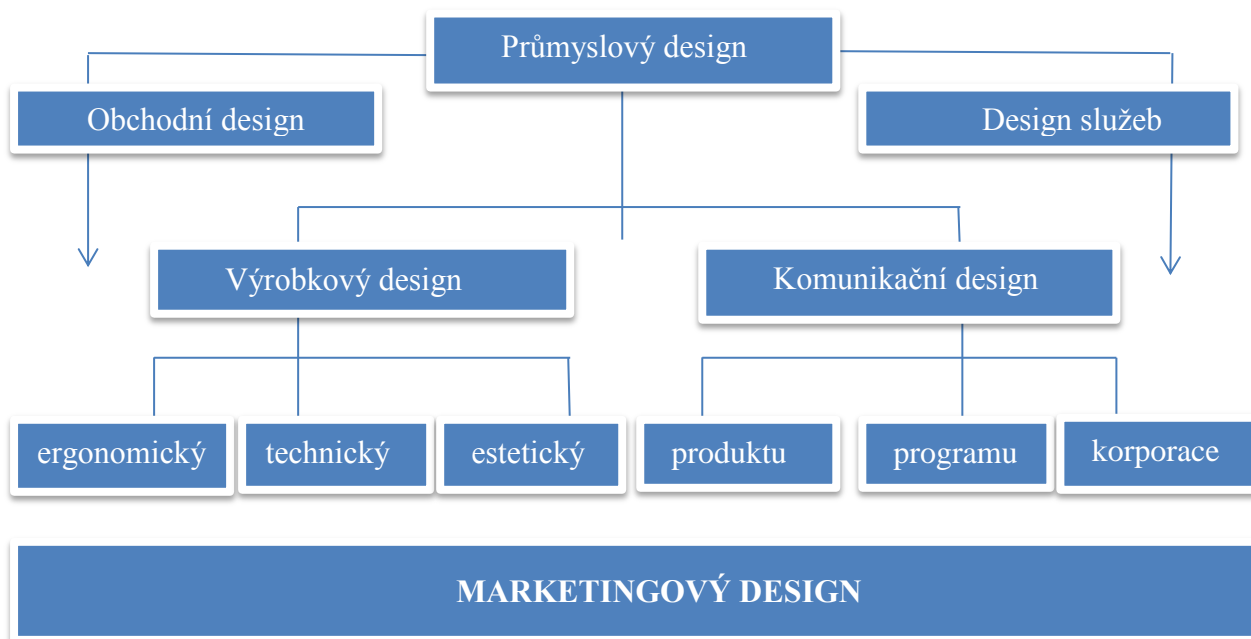 Průmyslový design
Obchodní design
Design služeb
Výrobkový design
Komunikační design
ergonomický
technický
estetický
produktu
programu
korporace
MARKETINGOVÝ DESIGN